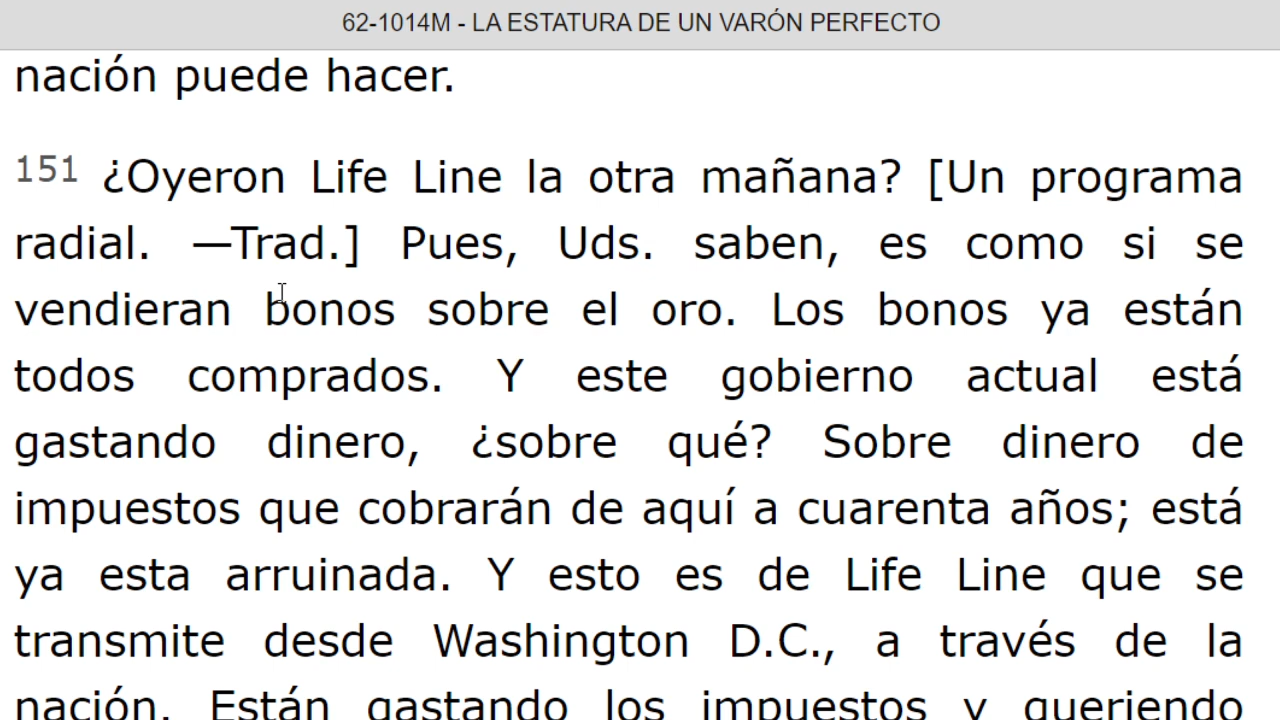 62-1014M - LA ESTATURA DE UN VARÓN PERFECTO
nación puede hacer.
151 ¿Oyeron Life Line la otra mañana? [Un programa
radial. —Trad.] Pues, Uds. saben, es como si se
vendieran bonos sobre el oro. Los bonos ya están
todos comprados. Y este gobierno actual está
gastando dinero, ¿sobre qué? Sobre dinero de
impuestos que cobrarán de aquí a cuarenta años; está
ya esta arruinada. Y esto es de Life Line que se
transmite desde Washington D.C., a través de la
nación. Están gastando los impuestos y queriendo